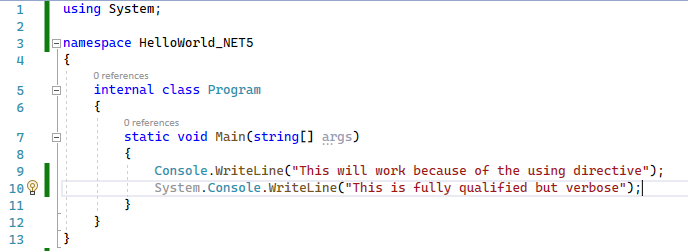 1 using System;
2
3 namespace HelloWorld_NET5
4 {
0 references
5 internal class Program
6 {
0 references
7 static void Main(string[] args)
8 {
9 Console.WriteLine("This will work because of the using directive");
10 System.Console.WriteLine("This is fully qualified but verbose");
11 }
12 }
13 }